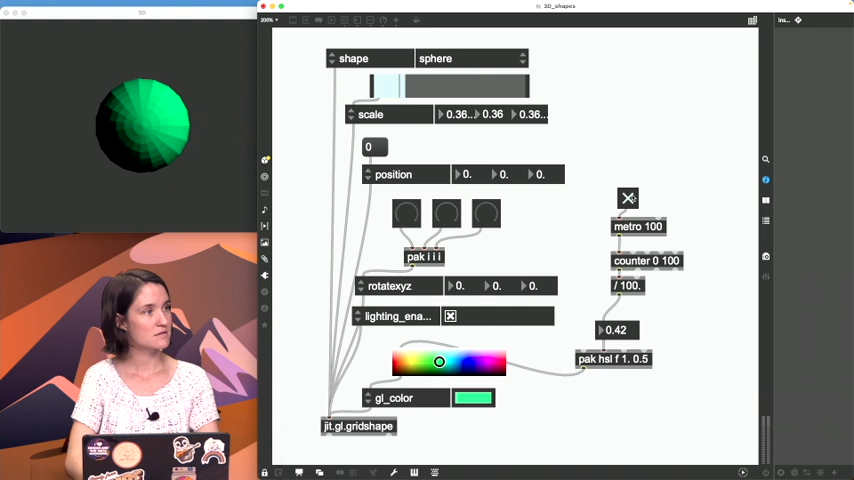 3D
3D_shapes
200%
Ins...
shape
sphere
scale
0.36...
0.36
0.36...
0
position
0.
0.
0.
metro 100
pak i i i
counter 0 100
rotatexyz
0.
0.
0.
/ 100.
lighting_ena...
0.42
pak hsl f 1. 0.5
gl_color
jit.gl.gridshape